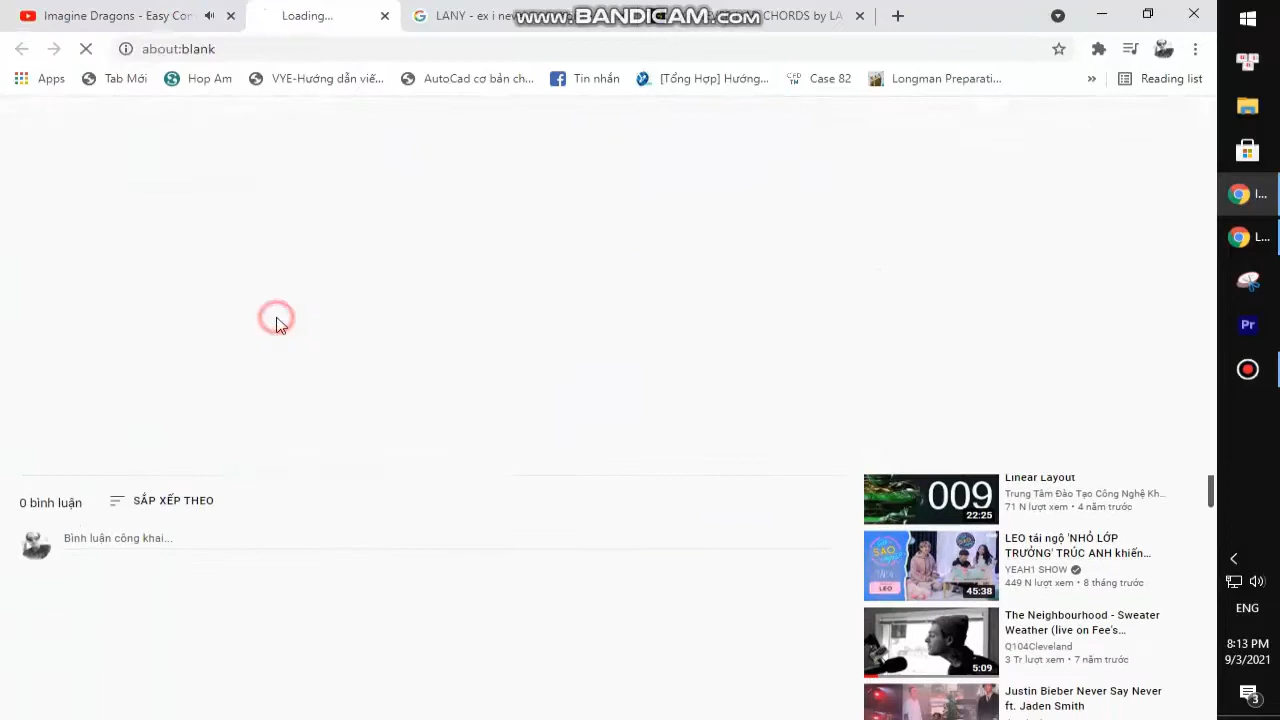 Imagine Dragons - Easy Con
Loading...
LANY - ex i nev
CHORDS by LA
www.BANDICAM.com
about:blank
Apps
Tab Mới
Hop Am
VYE-Hướng dẫn viế...
AutoCad cơ bản ch...
Tin nhắn
[Tổng Hợp] Hướng...
Case 82
Longman Preparati...
»
Reading list
I...
L...
Pr
0 bình luận
SẮP XẾP THEO
Bình luận công khai...
009
22:25
Linear Layout
Trung Tâm Đào Tạo Công Nghệ Kh...
71 N lượt xem • 4 năm trước
SAO
LEO
45:38
LEO tái ngộ 'NHỎ LỚP
TRƯỞNG' TRÚC ANH khiến...
YEAH1 SHOW
449 N lượt xem • 8 tháng trước
5:09
The Neighbourhood - Sweater
Weather (live on Fee's...
Q104Cleveland
3 Tr lượt xem • 7 năm trước
Justin Bieber Never Say Never
ft. Jaden Smith
ENG
8:13 PM
9/3/2021
3